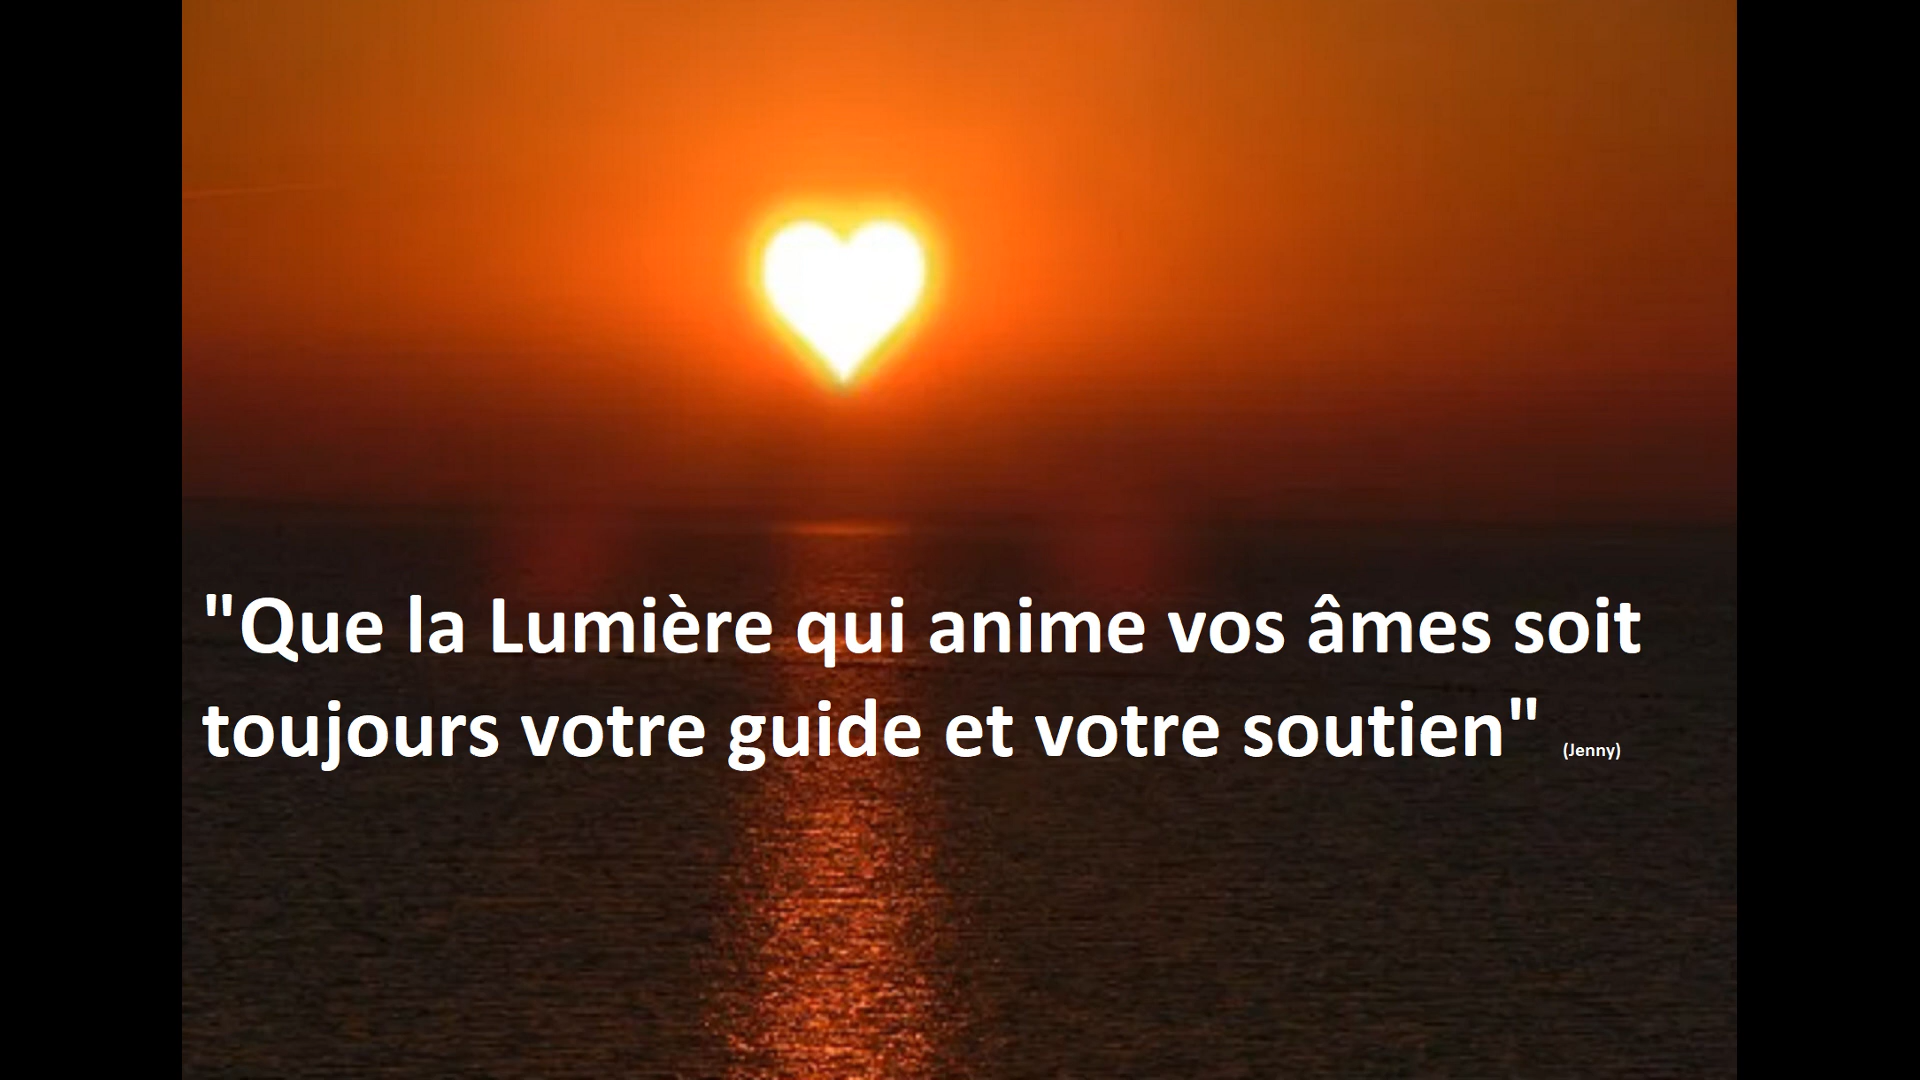 "Que la Lumière qui anime vos âmes soit
toujours votre guide et votre soutien" (Jenny)